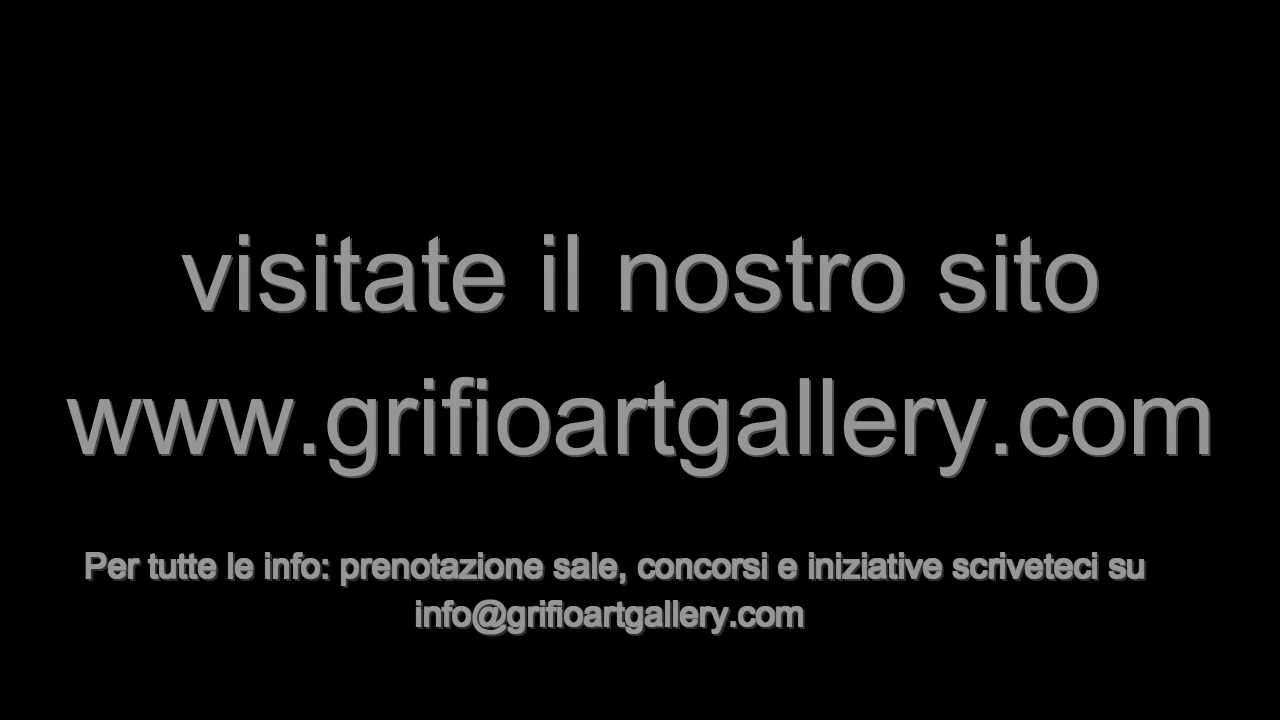 visitate il nostro sito
www.grifioartgallery.com
Per tutte le info: prenotazione sale, concorsi e iniziative scriveteci su
info@grifioartgallery.com